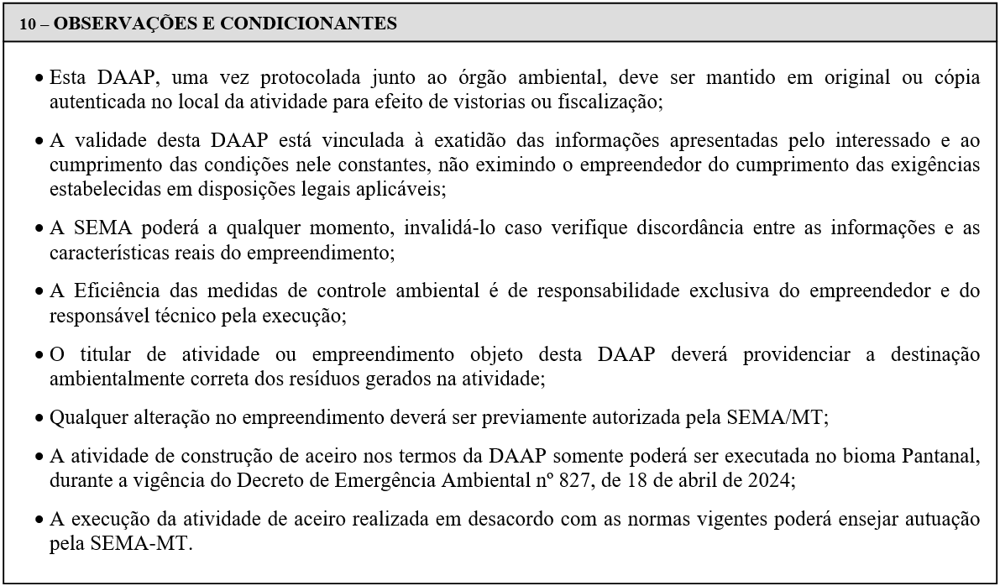 10 – OBSERVAÇÕES E CONDICIONANTES
• Esta DAAP, uma vez protocolada junto ao órgão ambiental, deve ser mantido em original ou cópia
autenticada no local da atividade para efeito de vistorias ou fiscalização;
• A validade desta DAAP está vinculada à exatidão das informações apresentadas pelo interessado e ao
cumprimento das condições nele constantes, não eximindo o empreendedor do cumprimento das exigências
estabelecidas em disposições legais aplicáveis;
• A SEMA poderá a qualquer momento, invalidá-lo caso verifique discordância entre as informações e as
características reais do empreendimento;
• A Eficiência das medidas de controle ambiental é de responsabilidade exclusiva do empreendedor e do
responsável técnico pela execução;
• O titular de atividade ou empreendimento objeto desta DAAP deverá providenciar a destinação
ambientalmente correta dos resíduos gerados na atividade;
• Qualquer alteração no empreendimento deverá ser previamente autorizada pela SEMA/MT;
• A atividade de construção de aceiro nos termos da DAAP somente poderá ser executada no bioma Pantanal,
durante a vigência do Decreto de Emergência Ambiental nº 827, de 18 de abril de 2024;
• A execução da atividade de aceiro realizada em desacordo com as normas vigentes poderá ensejar autuação
pela SEMA-MT.